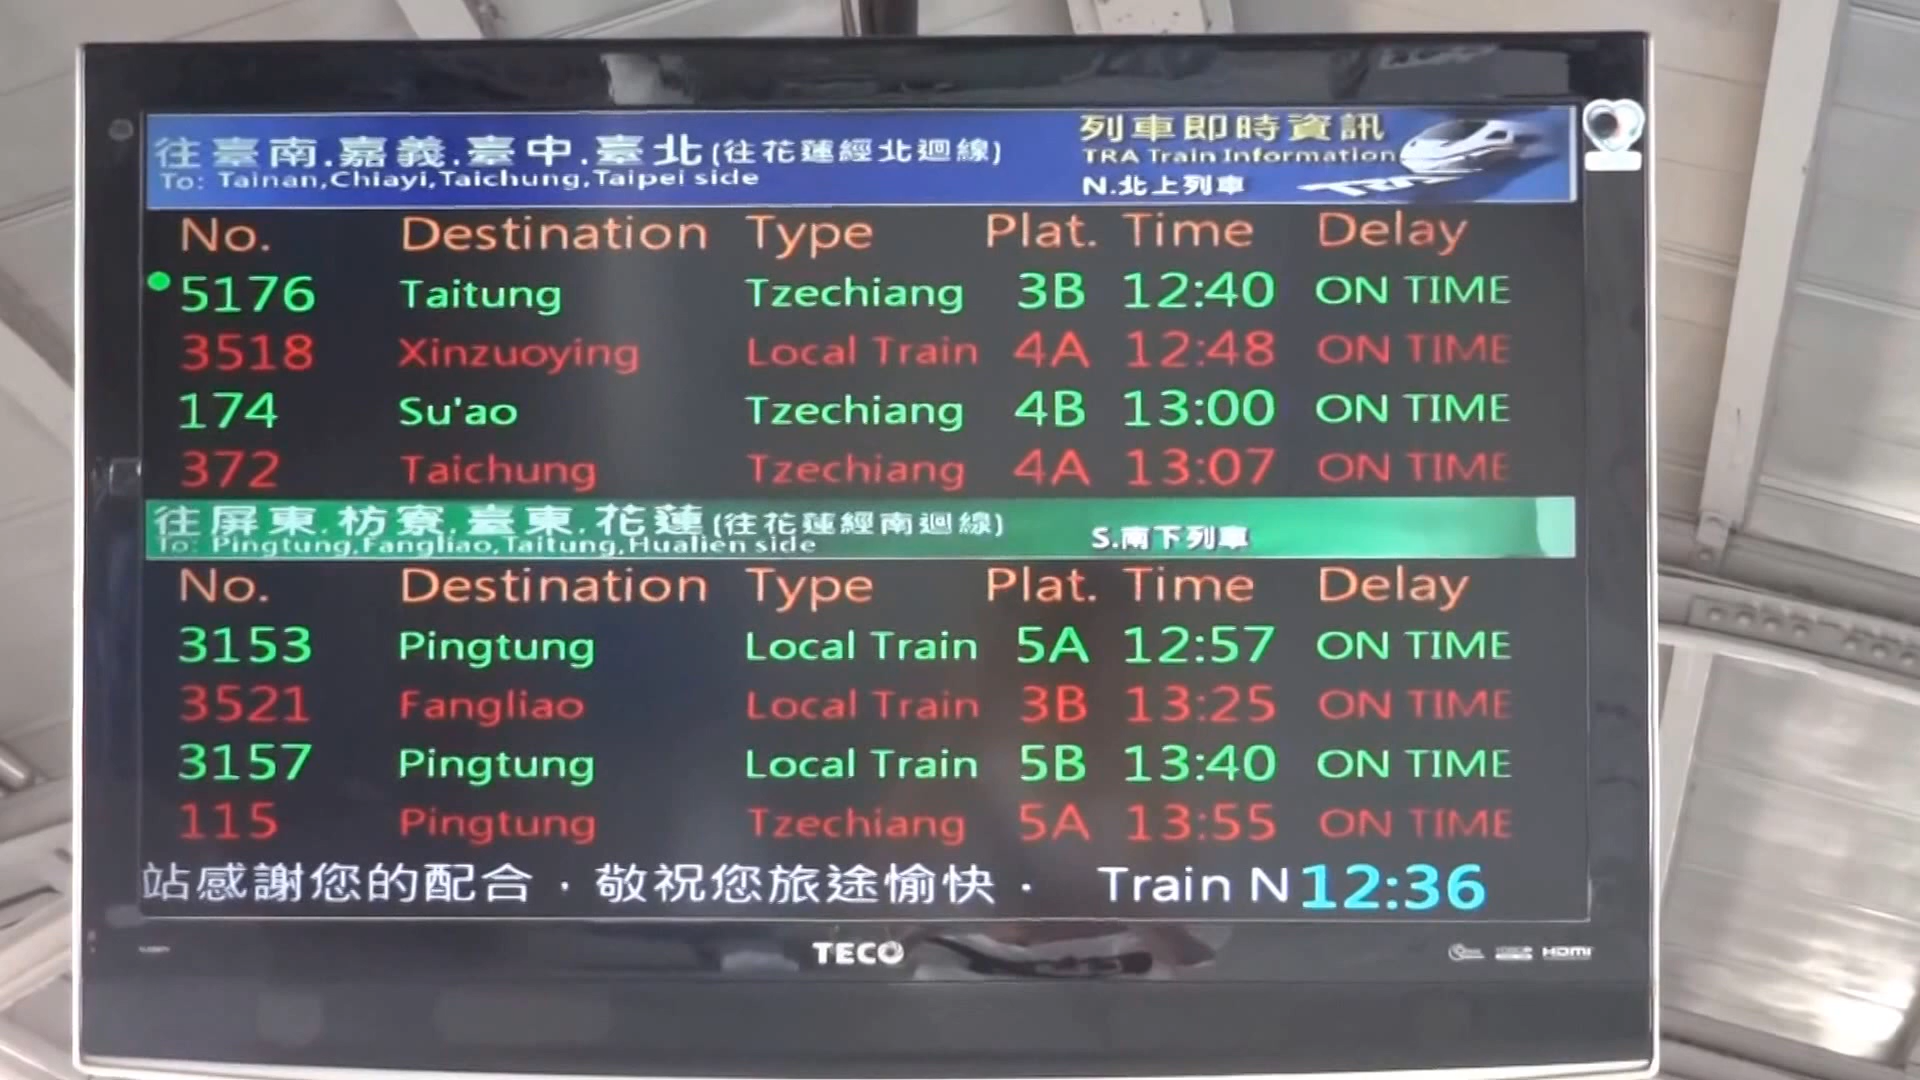 往臺南.嘉義.臺中.臺北(往花蓮經北迴線)
To: Tainan,Chiayi,Taichung,Taipei side
列車即時資訊
TRA Train Information
N.北上列車
No. Destination Type Plat. Time Delay
5176 Taitung Tzechiang 3B 12:40 ON TIME
3518 Xinzuoying Local Train 4A 12:48 ON TIME
174 Su'ao Tzechiang 4B 13:00 ON TIME
372 Taichung Tzechiang 4A 13:07 ON TIME
往屏東.枋寮.臺東.花蓮(往花蓮經南迴線)
To: Pingtung,Fangliao,Taitung,Hualien side
S.南下列車
No. Destination Type Plat. Time Delay
3153 Pingtung Local Train 5A 12:57 ON TIME
3521 Fangliao Local Train 3B 13:25 ON TIME
3157 Pingtung Local Train 5B 13:40 ON TIME
115 Pingtung Tzechiang 5A 13:55 ON TIME
站感謝您的配合．敬祝您旅途愉快． Train N 12:36
TECO
HDMI